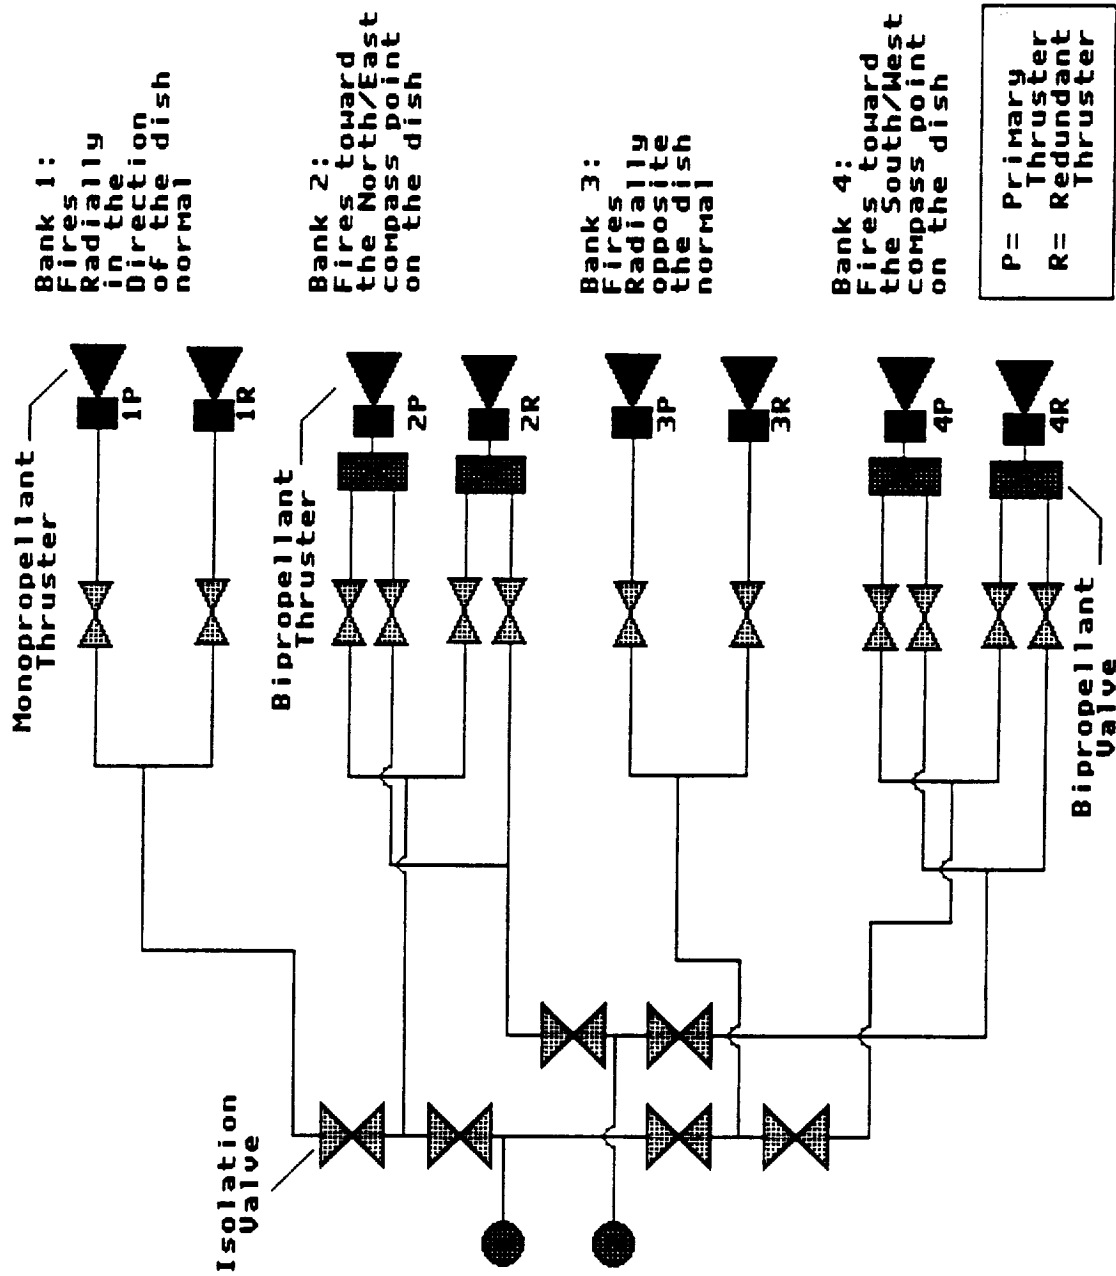 Monopropellant
Thruster
1P
1R
Bank 1:
Fires
Radially
in the
Direction
of the dish
normal
Bipropellant
Thruster
2P
2R
Bank 2:
Fires toward
the North/East
compass point
on the dish
3P
3R
Bank 3:
Fires
Radially
opposite
the dish
normal
4P
4R
Bank 4:
Fires toward
the South/West
compass point
on the dish
Isolation
Valve
Bipropellant
Valve
P= Primary
Thruster
R= Redundant
Thruster